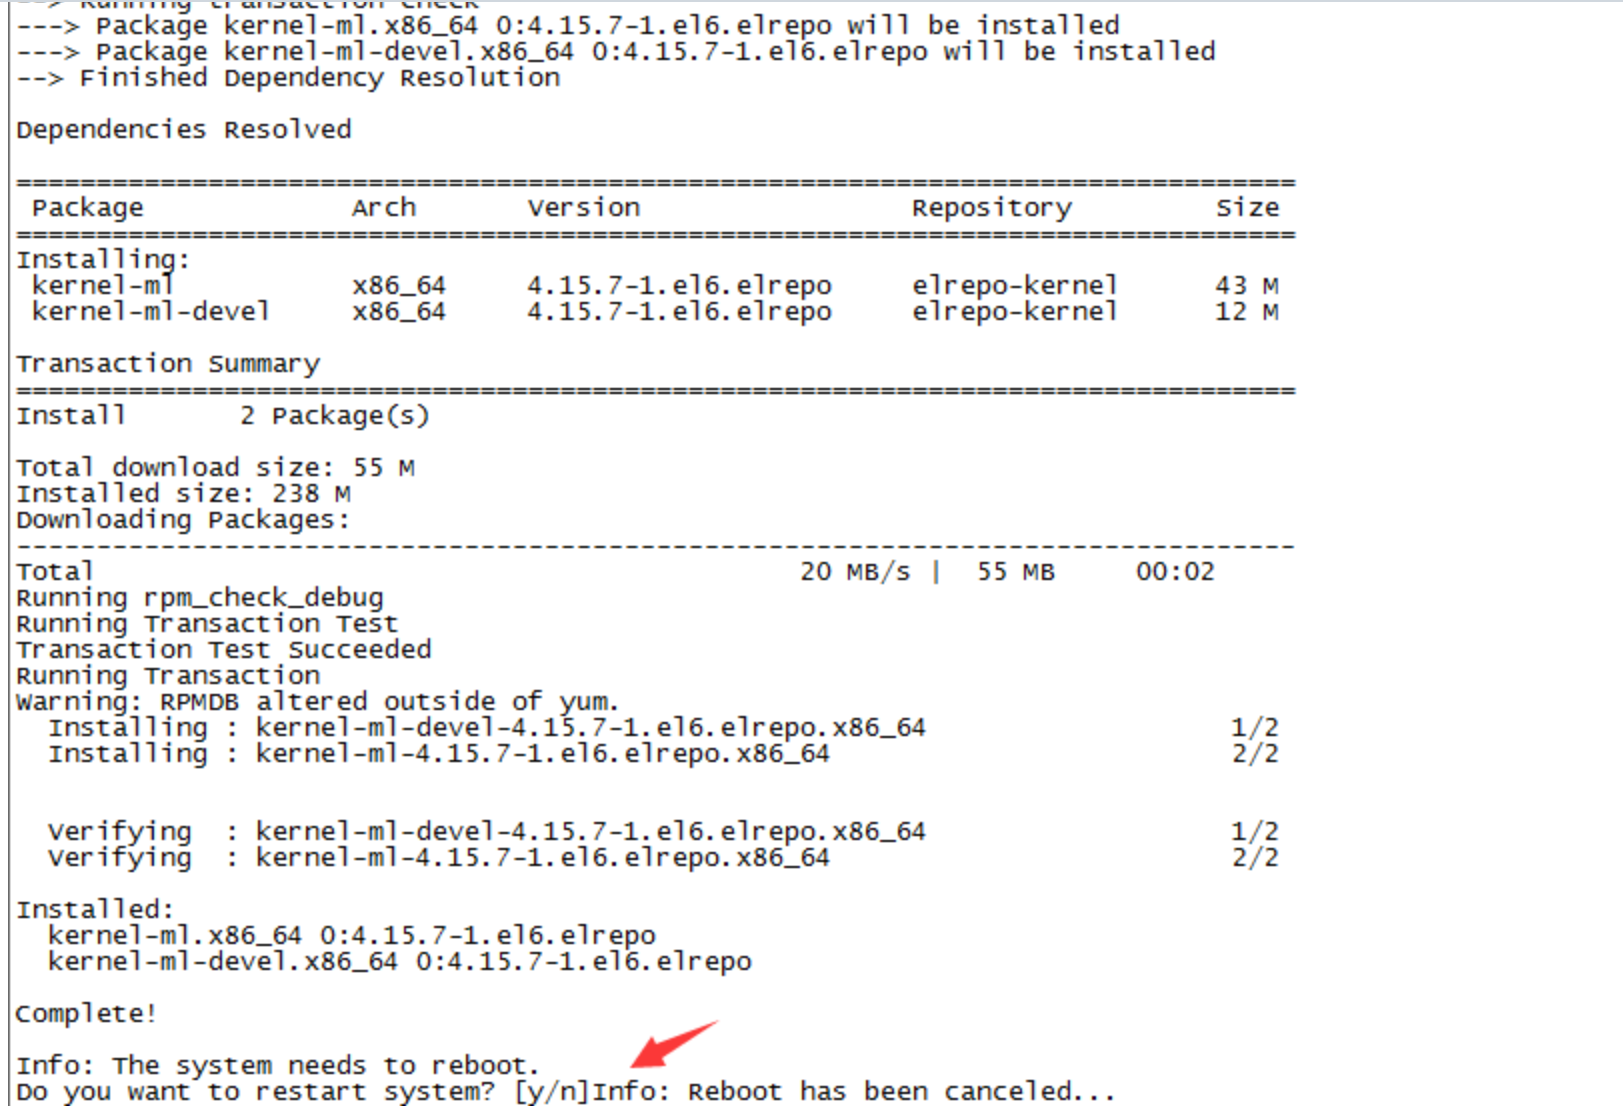 --> Running transaction check
---> Package kernel-ml.x86_64 0:4.15.7-1.el6.elrepo will be installed
---> Package kernel-ml-devel.x86_64 0:4.15.7-1.el6.elrepo will be installed
--> Finished Dependency Resolution
Dependencies Resolved
================================================================================
Package Arch Version Repository Size
================================================================================
Installing:
kernel-ml x86_64 4.15.7-1.el6.elrepo elrepo-kernel 43 M
kernel-ml-devel x86_64 4.15.7-1.el6.elrepo elrepo-kernel 12 M
Transaction Summary
================================================================================
Install 2 Package(s)
Total download size: 55 M
Installed size: 238 M
Downloading Packages:
--------------------------------------------------------------------------------
Total 20 MB/s | 55 MB 00:02
Running rpm_check_debug
Running Transaction Test
Transaction Test Succeeded
Running Transaction
Warning: RPMDB altered outside of yum.
Installing : kernel-ml-devel-4.15.7-1.el6.elrepo.x86_64 1/2
Installing : kernel-ml-4.15.7-1.el6.elrepo.x86_64 2/2
Verifying : kernel-ml-devel-4.15.7-1.el6.elrepo.x86_64 1/2
Verifying : kernel-ml-4.15.7-1.el6.elrepo.x86_64 2/2
Installed:
kernel-ml.x86_64 0:4.15.7-1.el6.elrepo
kernel-ml-devel.x86_64 0:4.15.7-1.el6.elrepo
Complete!
Info: The system needs to reboot.
Do you want to restart system? [y/n]Info: Reboot has been canceled...